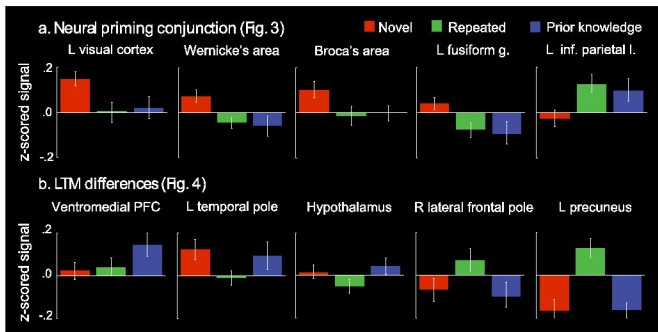 a. Neural priming conjunction (Fig. 3)
Novel Repeated Prior knowledge
L visual cortex Wernicke's area Broca's area L fusiform g. L inf. parietal l.
z-scored signal
.2
.0
-.2
b. LTM differences (Fig. 4)
Ventromedial PFC L temporal pole Hypothalamus R lateral frontal pole L precuneus
z-scored signal
.2
.0
-.2